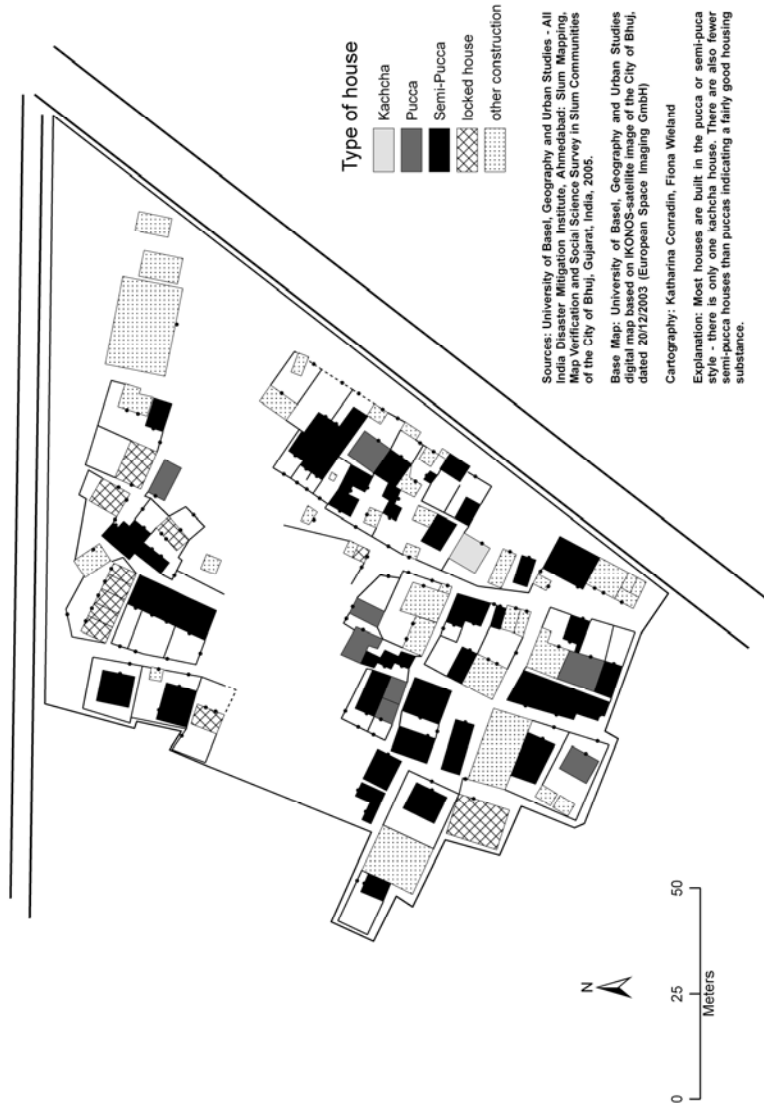 Type of house
Kachcha
Pucca
Semi-Pucca
locked house
other construction
Sources: University of Basel, Geography and Urban Studies - All
India Disaster Mitigation Institute, Ahmedabad: Slum Mapping,
Map Verification and Social Science Survey in Slum Communities
of the City of Bhuj, Gujarat, India, 2005.
Base Map: University of Basel, Geography and Urban Studies
digital map based on IKONOS-satellite image of the City of Bhuj,
dated 20/12/2003 (European Space Imaging GmbH)
Cartography: Katharina Conradin, Fiona Wieland
Explanation: Most houses are built in the pucca or semi-puca
style - there is only one kachcha house. There are also fewer
semi-pucca houses than puccas indicating a fairly good housing
substance.
N
0 25 50
Meters